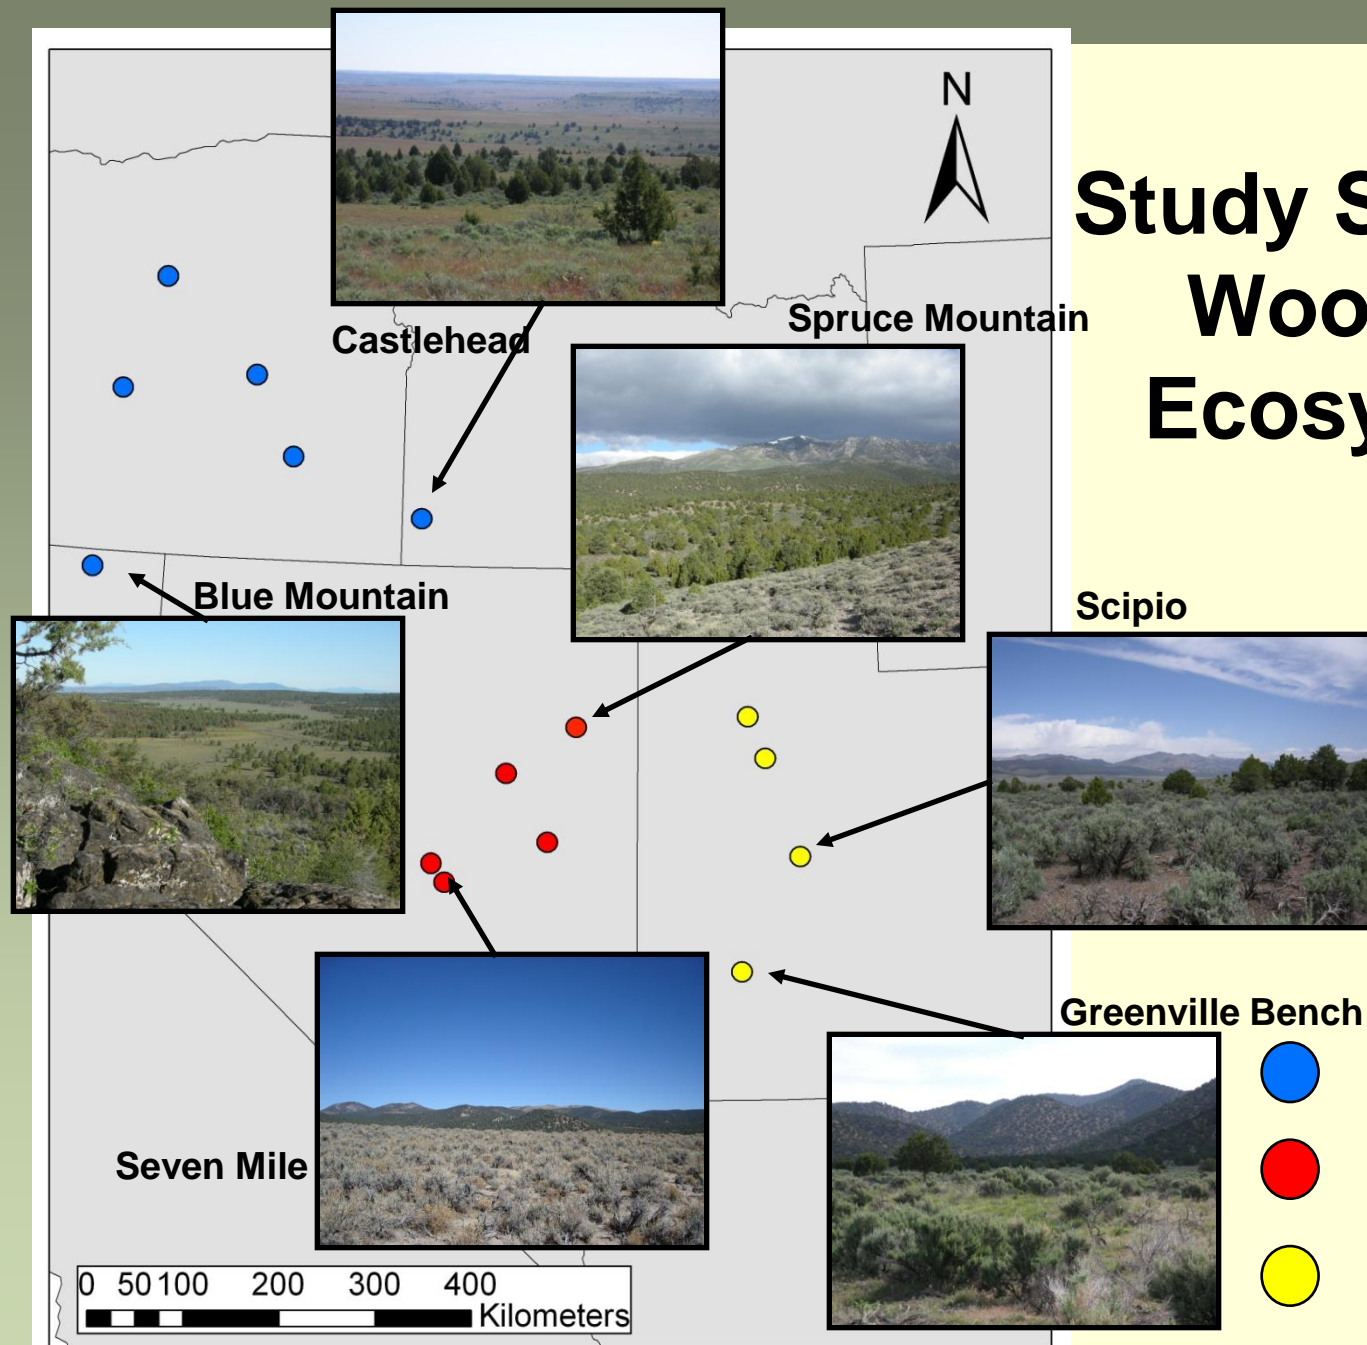 N
Study S
Woo
Ecosy
Castlehead
Spruce Mountain
Blue Mountain
Scipio
Greenville Bench
Seven Mile
0 50 100 200 300 400
Kilometers